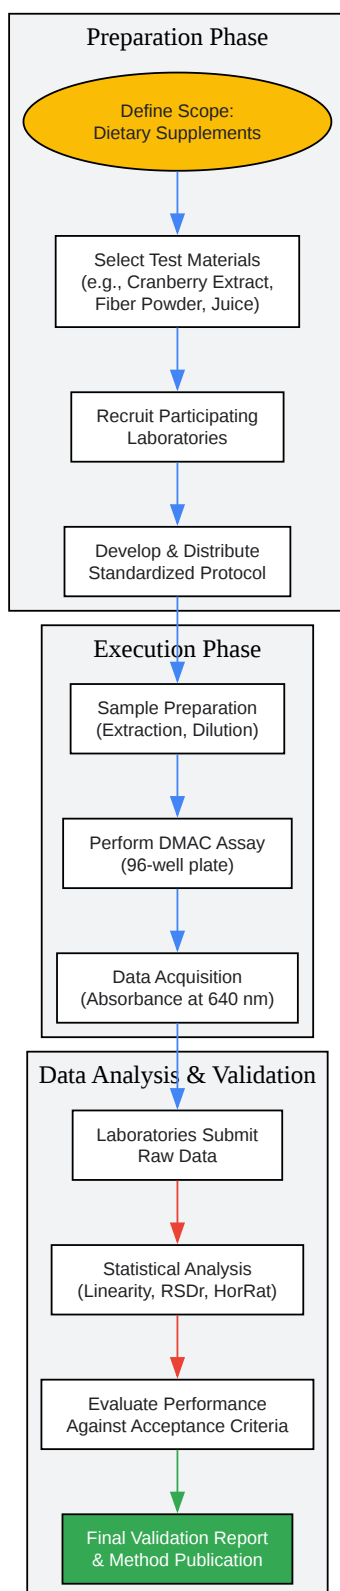 Preparation Phase
Define Scope:
Dietary Supplements
Select Test Materials
(e.g., Cranberry Extract,
Fiber Powder, Juice)
Recruit Participating
Laboratories
Develop & Distribute
Standardized Protocol
Execution Phase
Sample Preparation
(Extraction, Dilution)
Perform DMAC Assay
(96-well plate)
Data Acquisition
(Absorbance at 640 nm)
Data Analysis & Validation
Laboratories Submit
Raw Data
Statistical Analysis
(Linearity, RSDr, HorRat)
Evaluate Performance
Against Acceptance Criteria
Final Validation Report
& Method Publication